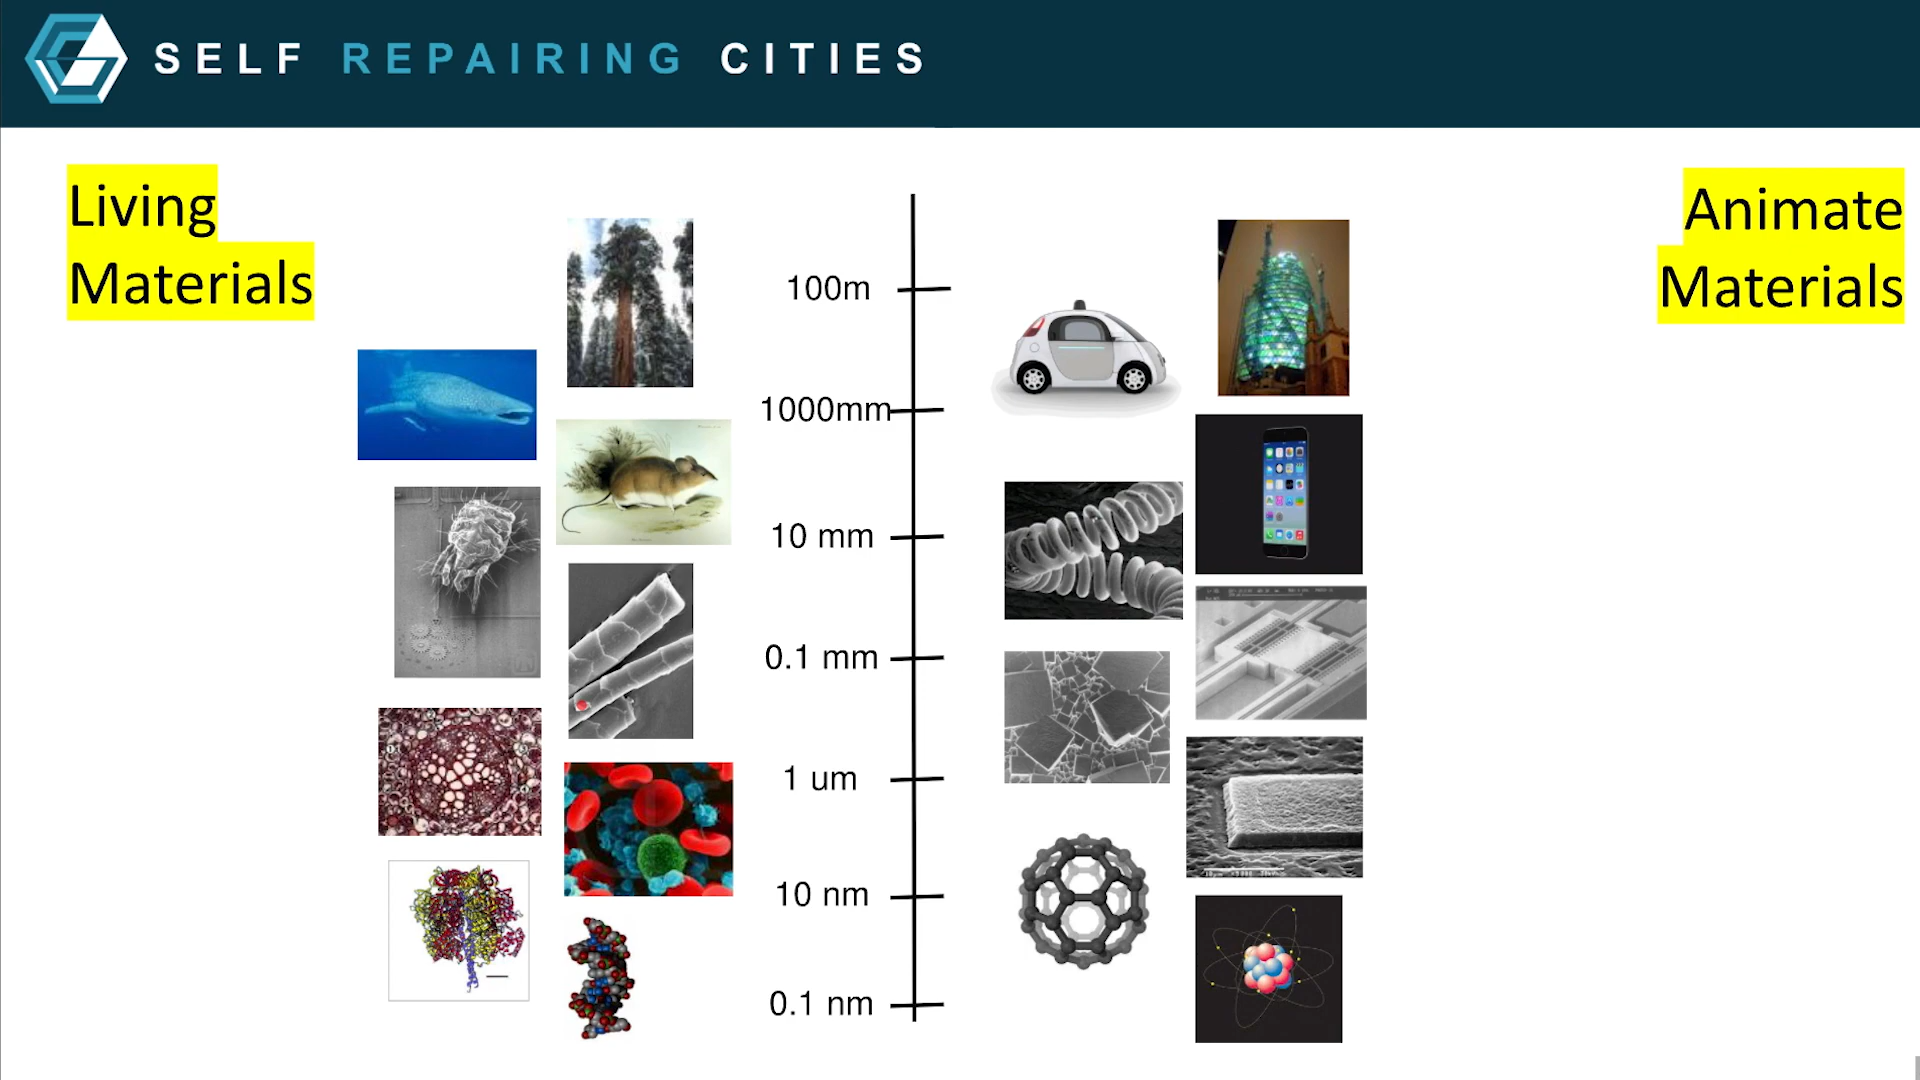 SELF REPAIRING CITIES
Living
Materials
Animate
Materials
100m
1000mm
10 mm
0.1 mm
1 um
10 nm
0.1 nm